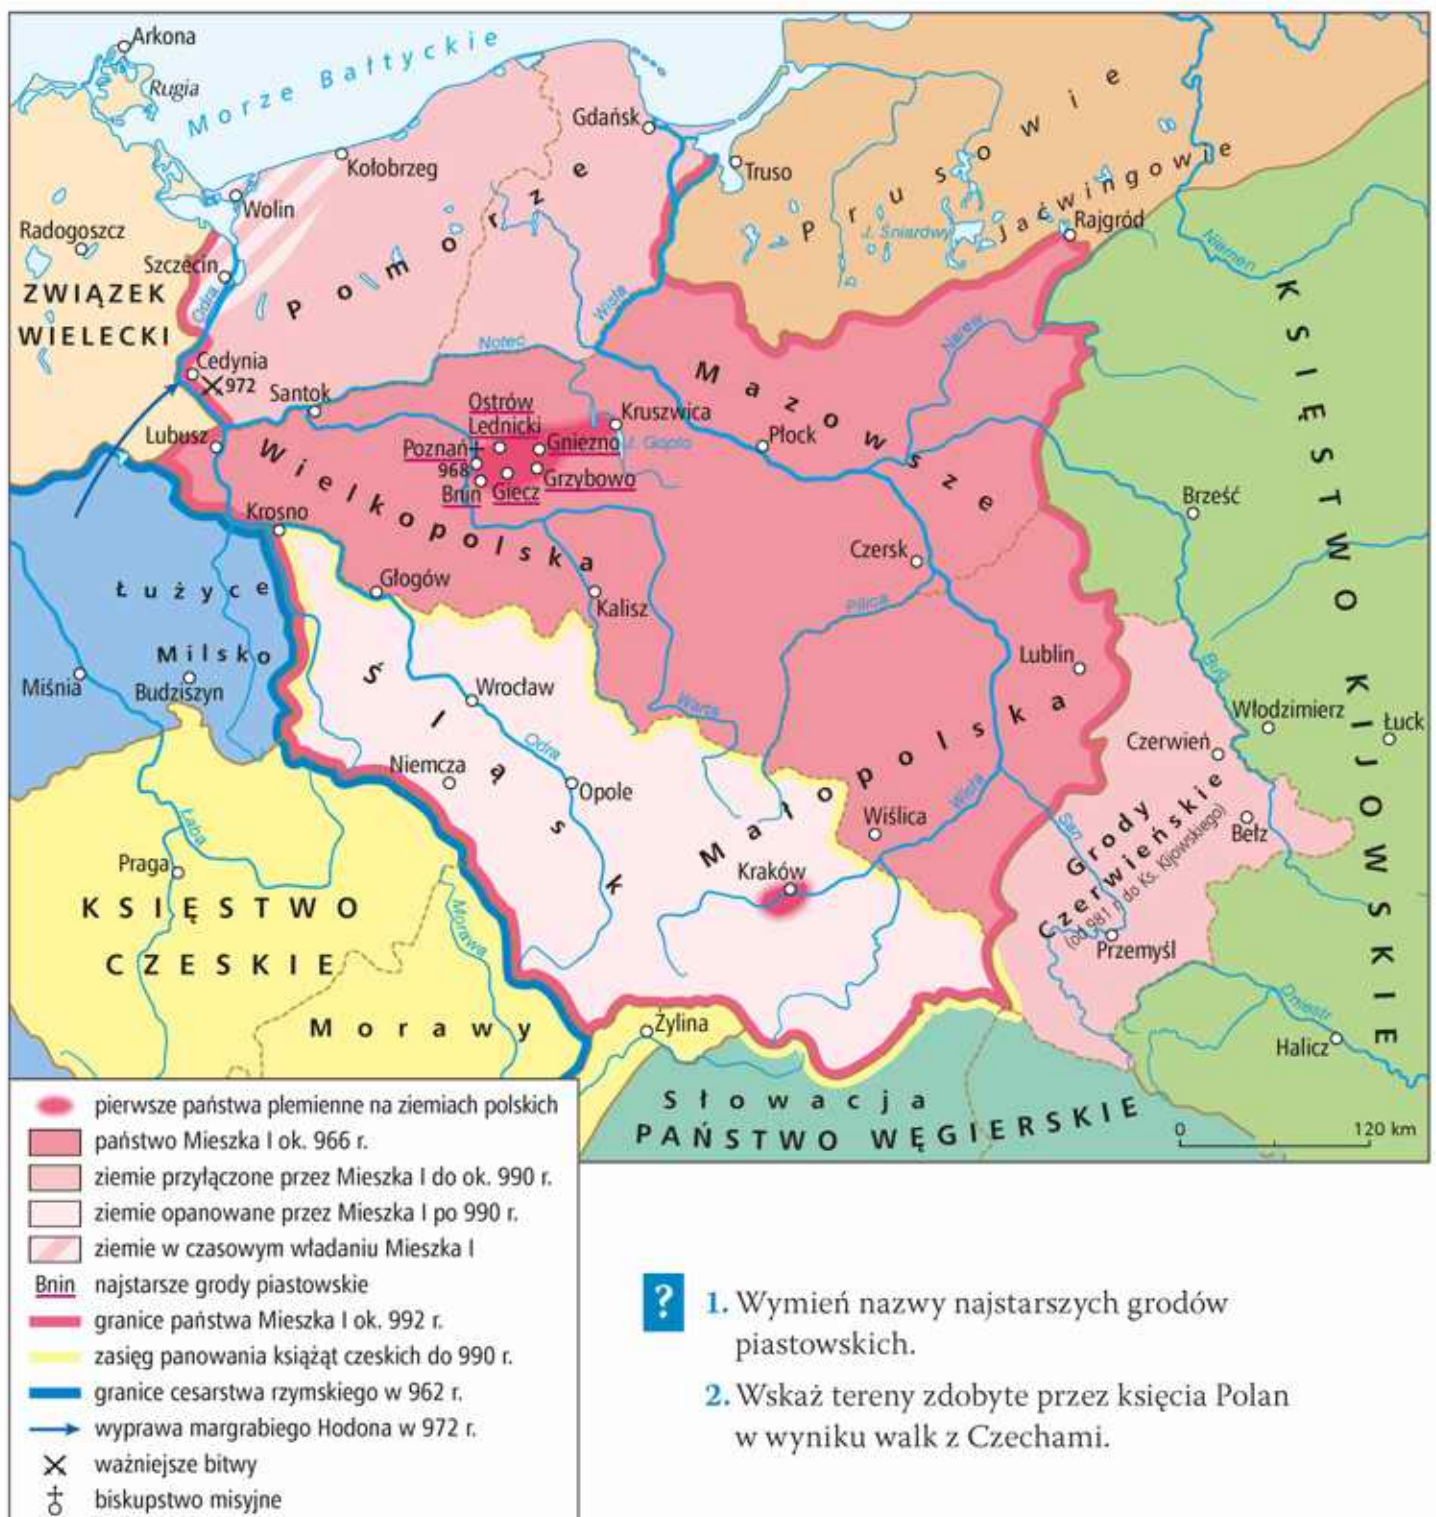 Arkona
Rugia
Morze Bałtyckie
Gdańsk
Kołobrzeg
Truso
Wolin
Prusowie
Jaćwingowie
Radogoszcz
Pomorze
J. Śniardwy
Rajgród
Szczecin
Niemen
ZWIĄZEK
WIELECKI
Odra
Wisła
Noteć
Narew
Cedynia
972
Santok
Mazowsze
Ostrów
Lednicki
Kruszwica
Lubusz
Poznań
968
Gniezno
J. Gopło
Płock
Bnin
Giecz
Grzybowo
Wielkopolska
Brześć
KSIĘSTWO KIJOWSKIE
Krosno
Czersk
Łużyce
Głogów
Kalisz
Pilica
Milsko
Lublin
Bug
Miśnia
Budziszyn
Śląsk
Wrocław
Warta
Włodzimierz
Łuck
Odra
Czerwień
Niemcza
Opole
Małopolska
Wisła
Wiślica
San
Grody
Czerwieńskie
(od 981 r. do Ks. Kijowskiego)
Bełz
Łaba
Praga
Kraków
KSIĘSTWO
CZESKIE
Morawa
Przemyśl
Morawy
Żylina
Dniestr
Halicz
Słowacja
PAŃSTWO WĘGIERSKIE
0 120 km
pierwsze państwa plemienne na ziemiach polskich
państwo Mieszka I ok. 966 r.
ziemie przyłączone przez Mieszka I do ok. 990 r.
ziemie opanowane przez Mieszka I po 990 r.
ziemie w czasowym władaniu Mieszka I
Bnin najstarsze grody piastowskie
granice państwa Mieszka I ok. 992 r.
zasięg panowania książąt czeskich do 990 r.
granice cesarstwa rzymskiego w 962 r.
wyprawa margrabiego Hodona w 972 r.
ważniejsze bitwy
biskupstwo misyjne
? 1. Wymień nazwy najstarszych grodów
piastowskich.
2. Wskaż tereny zdobyte przez księcia Polan
w wyniku walk z Czechami.